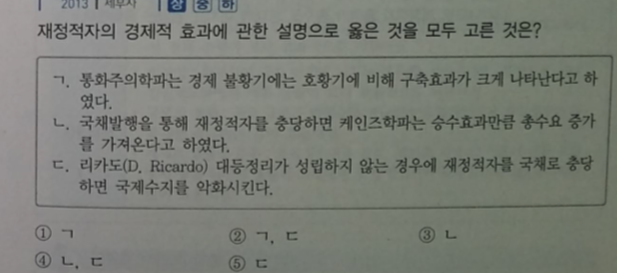 2013 | 세무사 | 상 중 하
재정적자의 경제적 효과에 관한 설명으로 옳은 것을 모두 고른 것은?
ㄱ. 통화주의학파는 경제 불황기에는 호황기에 비해 구축효과가 크게 나타난다고 하
였다.
ㄴ. 국채발행을 통해 재정적자를 충당하면 케인즈학파는 승수효과만큼 총수요 증가
를 가져온다고 하였다.
ㄷ. 리카도(D. Ricardo) 대등정리가 성립하지 않는 경우에 재정적자를 국채로 충당
하면 국제수지를 악화시킨다.
① ㄱ ② ㄱ, ㄷ ③ ㄴ
④ ㄴ, ㄷ ⑤ ㄷ